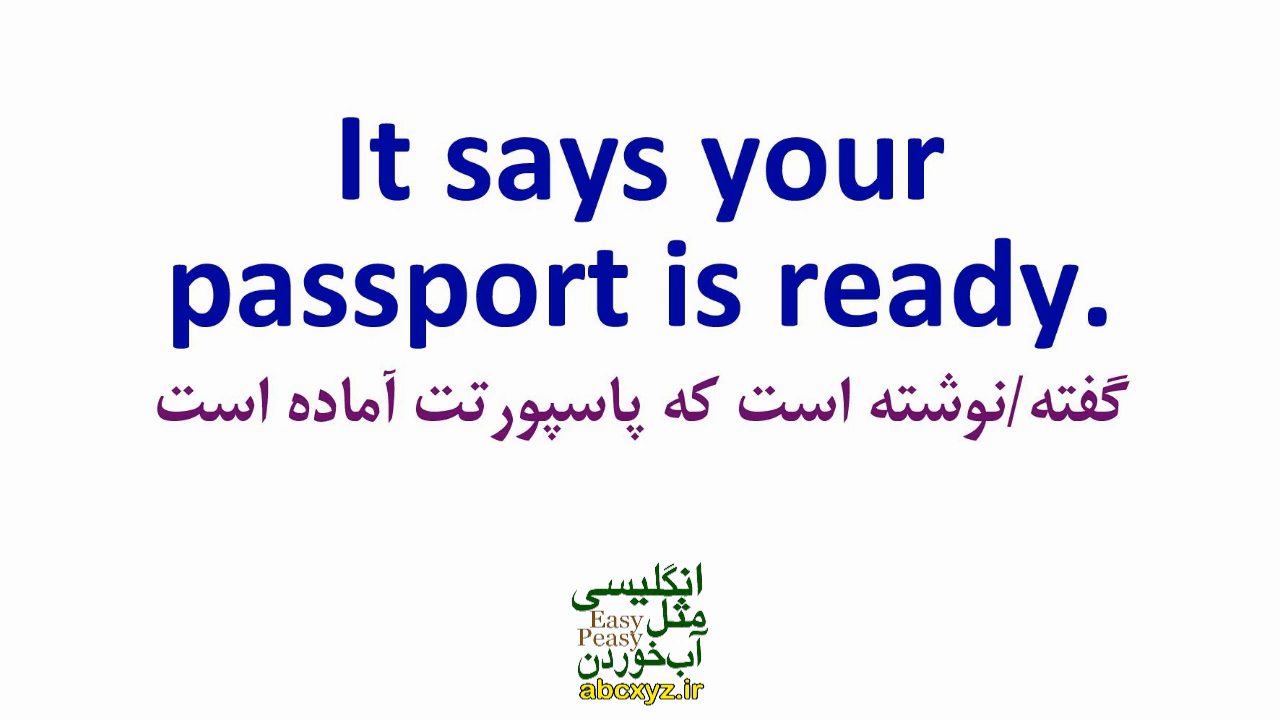 It says your
passport is ready.
گفته/نوشته است که پاسپورتت آماده است
انگلیسی
مثل
Easy
Peasy
آب‌خوردن
abcxyz.ir